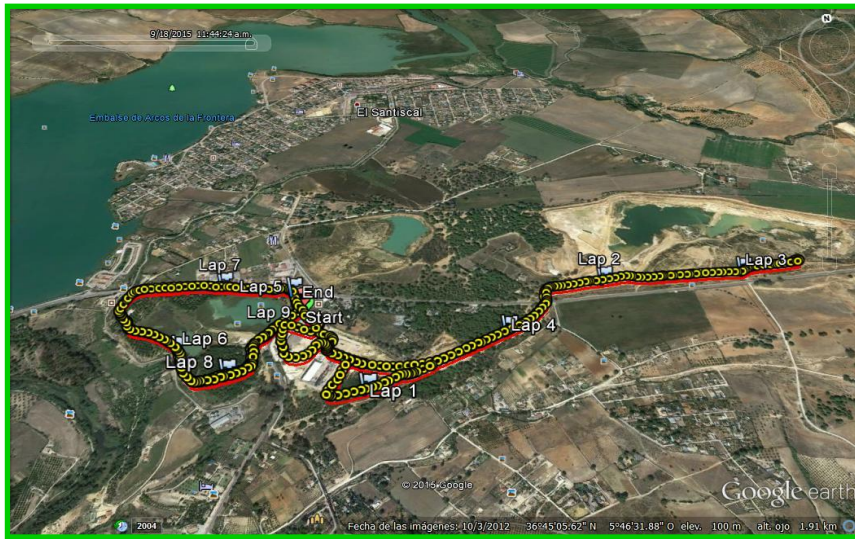 9/18/2015 11:44:24 a.m.
N
El Santiscal
Embalse de Arcos de la Frontera
Lap 2
Lap 3
Lap 7
Lap 5
End
Lap 9
Start
Lap 4
Lap 6
Lap 8
Lap 1
© 2015 Google
Google earth
2004
Fecha de las imágenes: 10/3/2012 36°45'05.62" N 5°46'31.88" O elev. 100 m alt. ojo 1.91 km